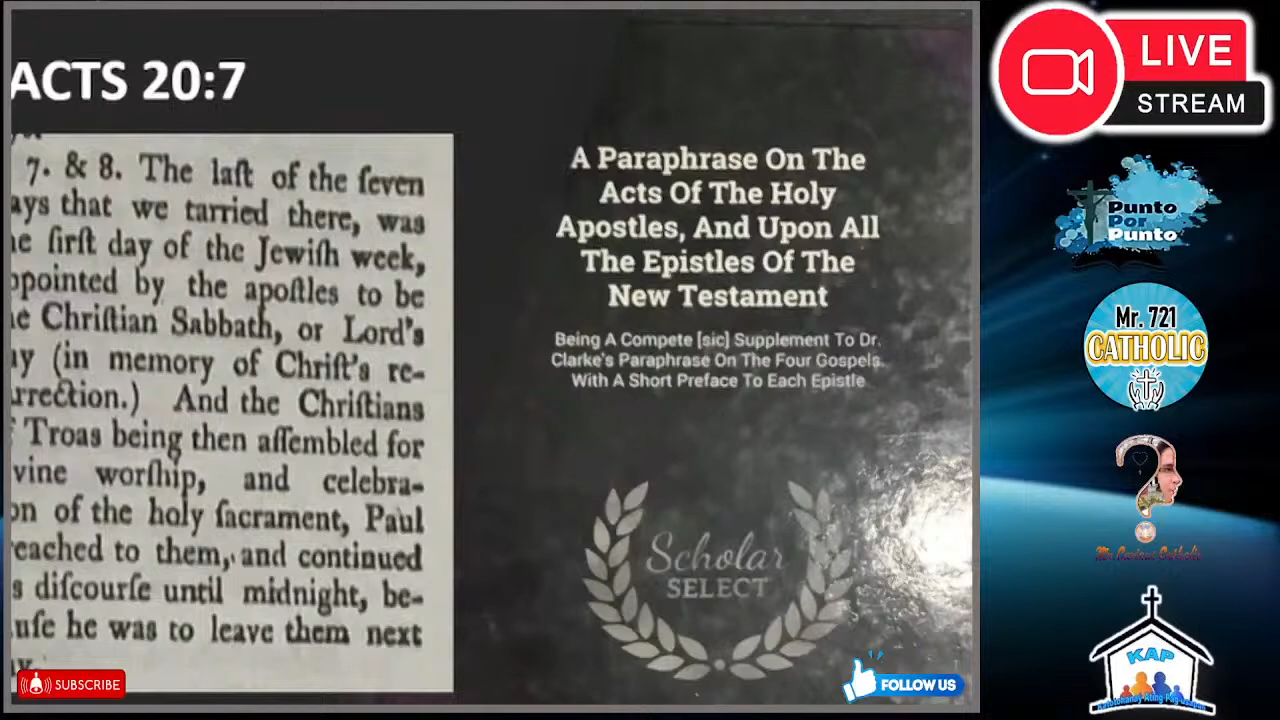 ACTS 20:7
7. & 8. The laſt of the ſeven
ays that we tarried there, was
e firſt day of the Jewiſh week,
ppointed by the apoſtles to be
e Chriſtian Sabbath, or Lord's
ay (in memory of Chriſt's re-
rrection.) And the Chriſtians
f Troas being then aſſembled for
vine worſhip, and celebra-
on of the holy ſacrament, Paul
reached to them, and continued
s diſcourſe until midnight, be-
uſe he was to leave them next
A Paraphrase On The
Acts Of The Holy
Apostles, And Upon All
The Epistles Of The
New Testament
Being A Compete [sic] Supplement To Dr.
Clarke's Paraphrase On The Four Gospels.
With A Short Preface To Each Epistle
Scholar
SELECT
SUBSCRIBE
FOLLOW US
LIVE
STREAM
Punto
Por
Punto
Mr. 721
CATHOLIC
Mr Curious Catholic
KAP